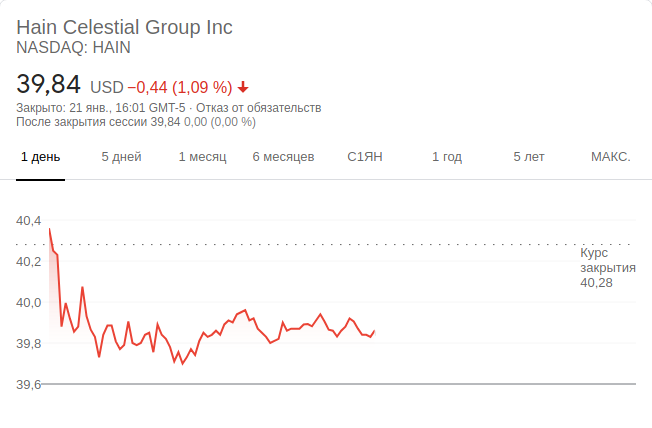 Hain Celestial Group Inc
NASDAQ: HAIN
39,84 USD −0,44 (1,09 %)
Закрыто: 21 янв., 16:01 GMT-5 · Отказ от обязательств
После закрытия сессии 39,84 0,00 (0,00 %)
1 день 5 дней 1 месяц 6 месяцев С1ЯН 1 год 5 лет МАКС.
40,4
Курс
закрытия
40,28
40,2
40,0
39,8
39,6